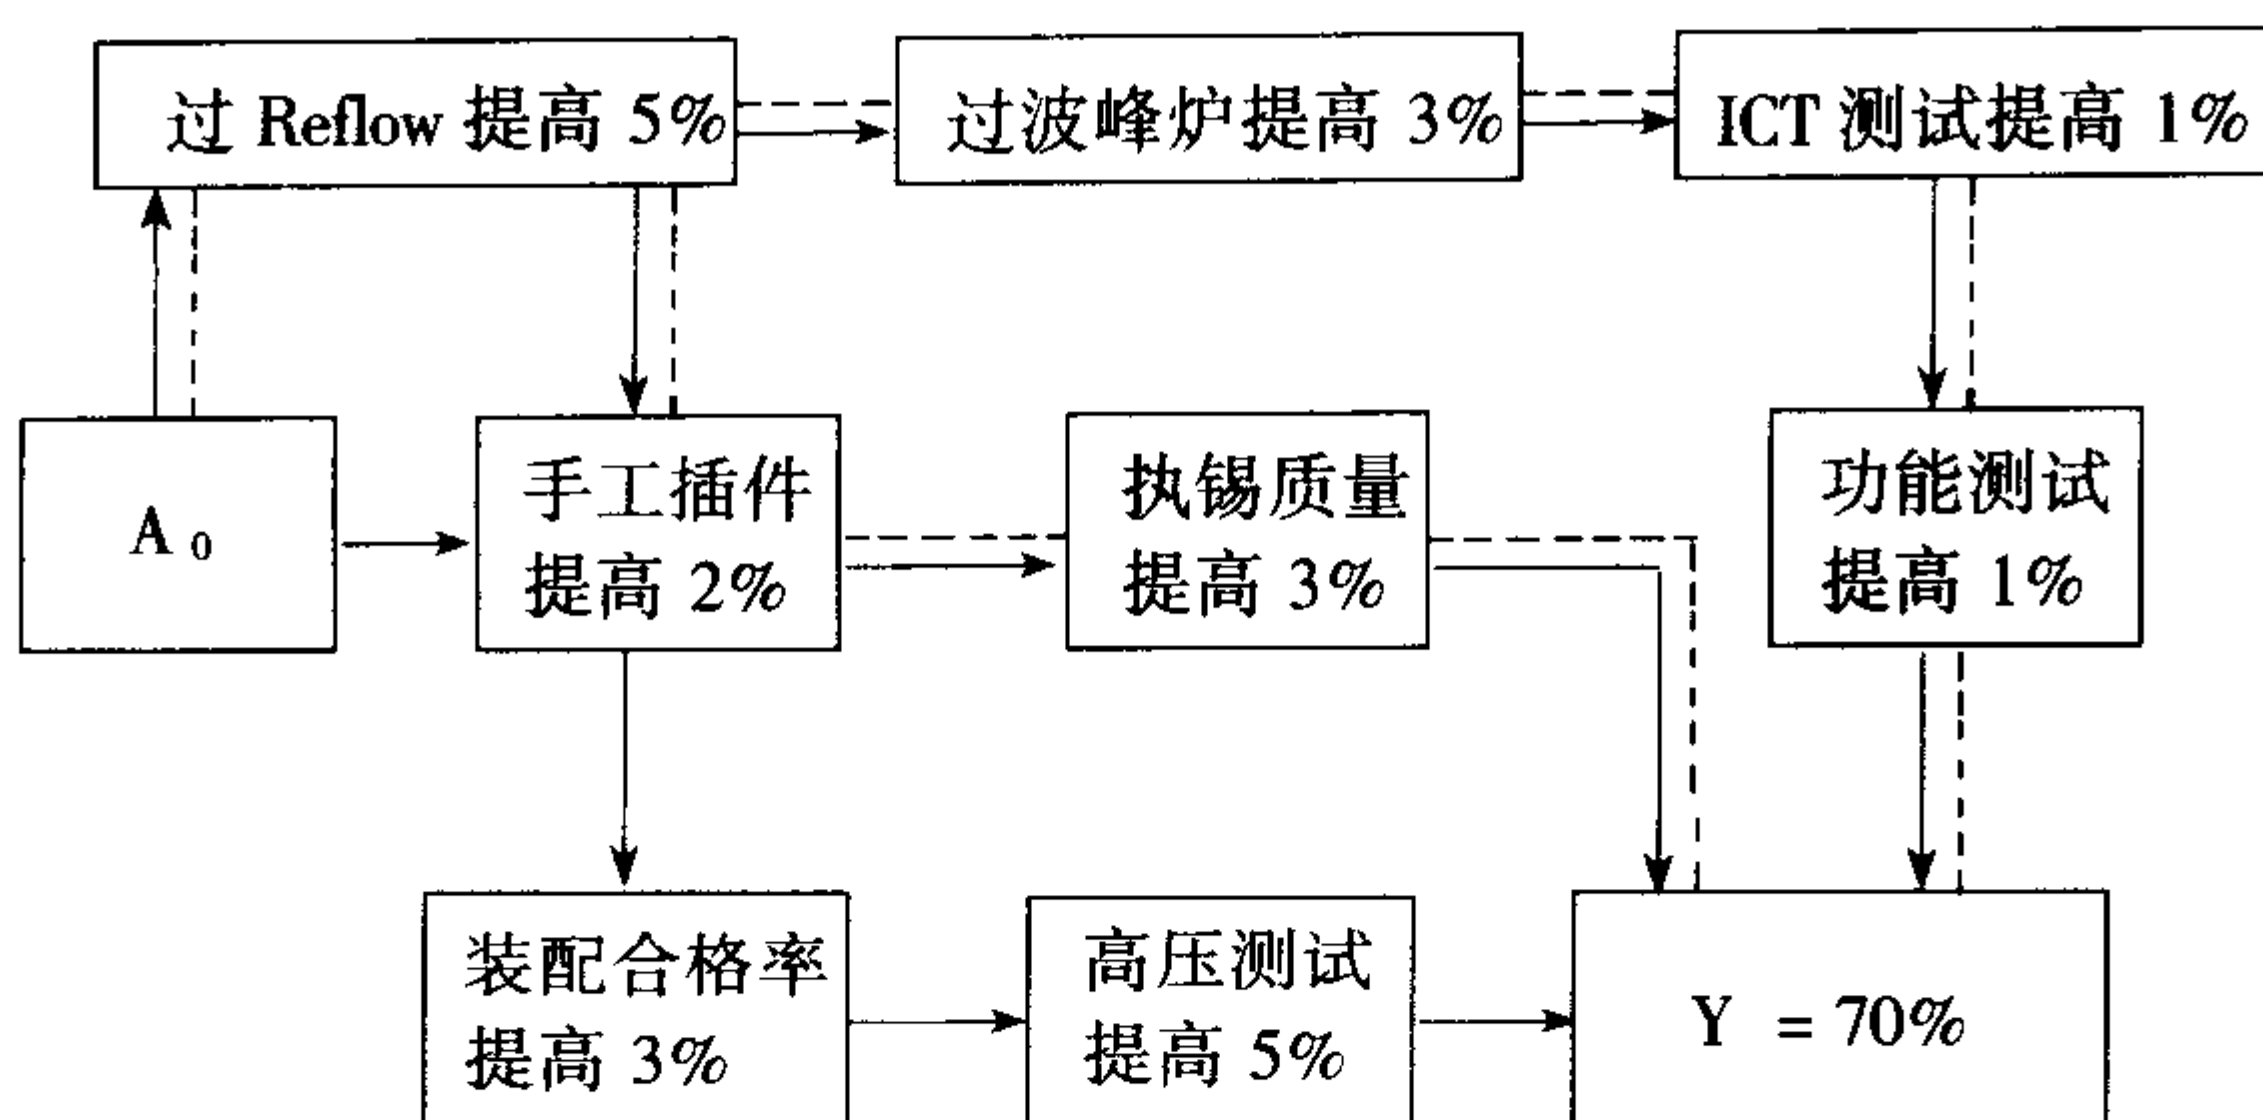 过 Reflow 提高 5%
过波峰炉提高 3%
ICT 测试提高 1%
A₀
手工插件
提高 2%
执锡质量
提高 3%
功能测试
提高 1%
装配合格率
提高 3%
高压测试
提高 5%
Y = 70%